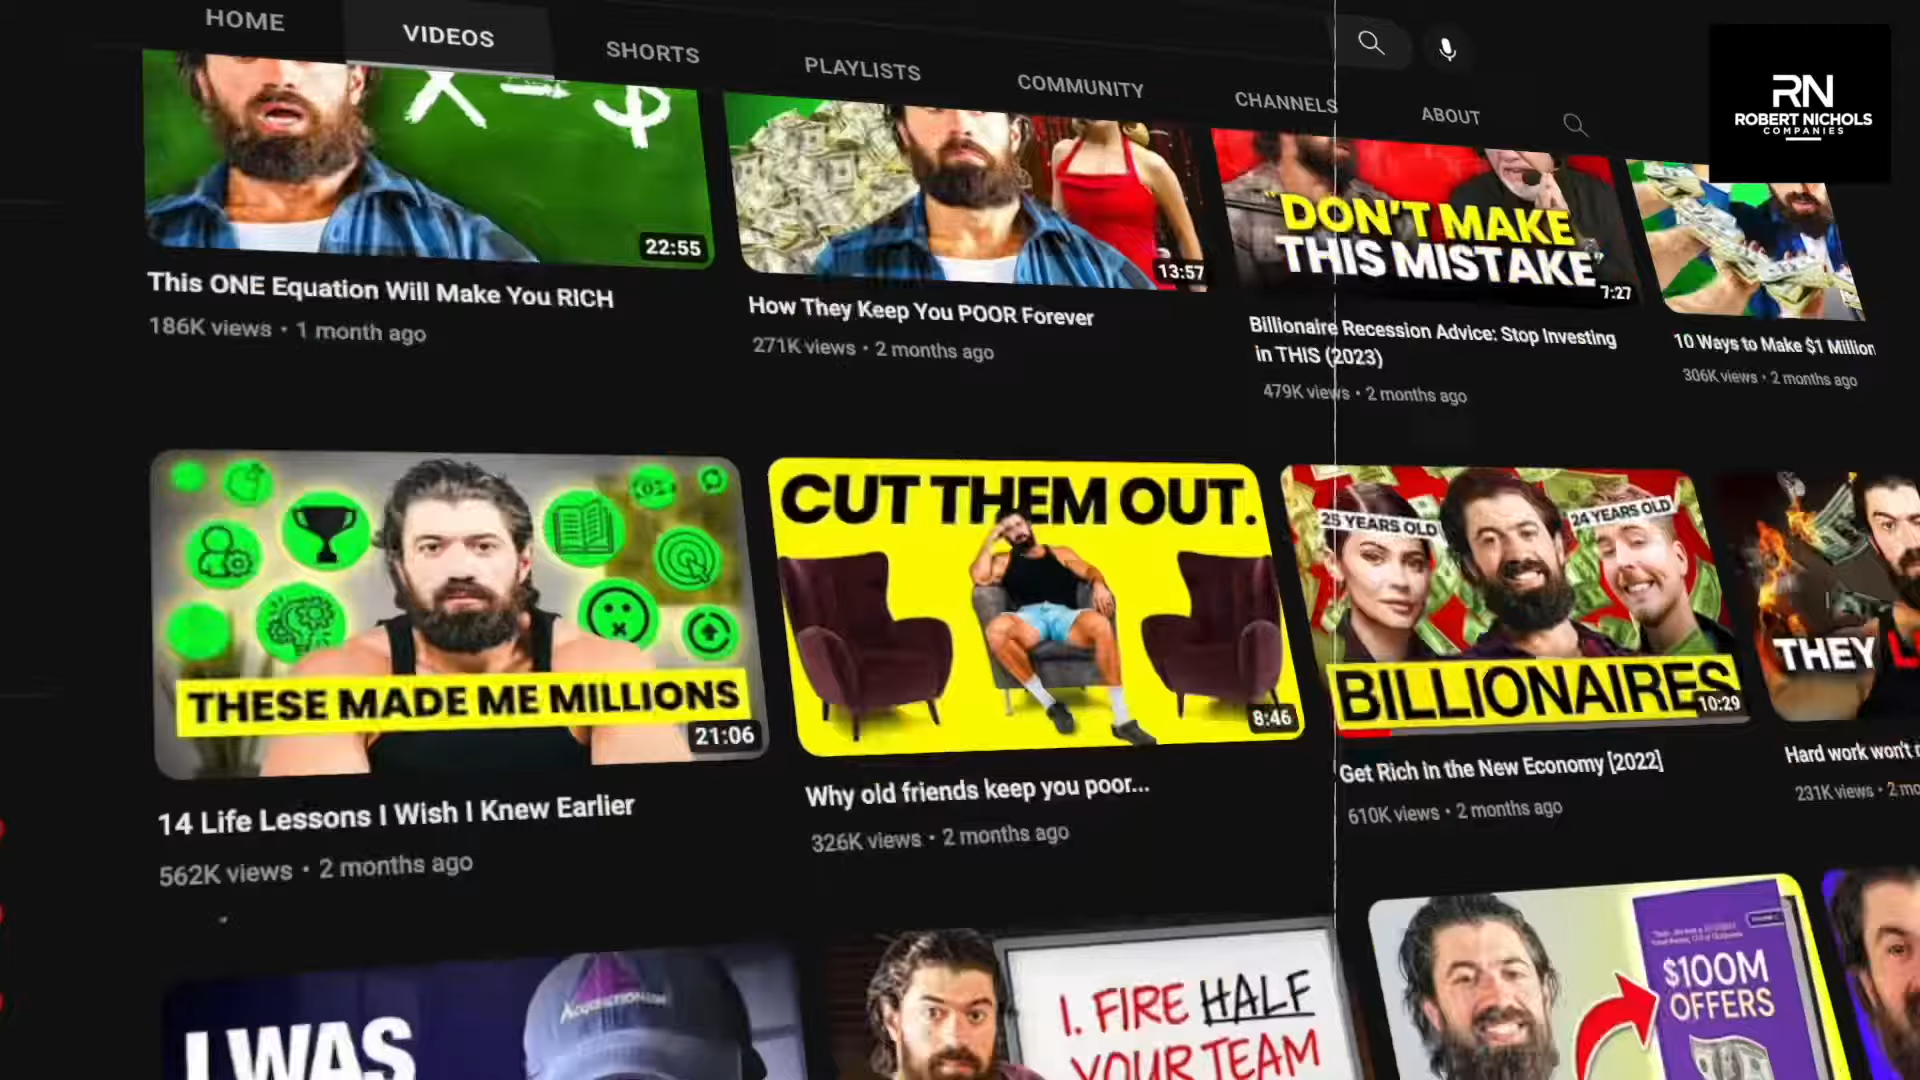 HOME
VIDEOS
SHORTS
PLAYLISTS
COMMUNITY
CHANNELS
ABOUT
RN
ROBERT NICHOLS
COMPANIES
X = $
22:55
13:57
"DON'T MAKE
THIS MISTAKE"
7:27
This ONE Equation Will Make You RICH
186K views • 1 month ago
How They Keep You POOR Forever
271K views • 2 months ago
Billionaire Recession Advice: Stop Investing
in THIS (2023)
479K views • 2 months ago
10 Ways to Make $1 Million
306K views • 2 months ago
THESE MADE ME MILLIONS
21:06
CUT THEM OUT.
8:46
25 YEARS OLD
24 YEARS OLD
BILLIONAIRES
10:29
THEY
14 Life Lessons I Wish I Knew Earlier
562K views • 2 months ago
Why old friends keep you poor...
326K views • 2 months ago
Get Rich in the New Economy [2022]
610K views • 2 months ago
Hard work won't
231K views • 2 mo
I WAS
ACQUISITION.COM
1. FIRE HALF
YOUR TEAM
$100M
OFFERS